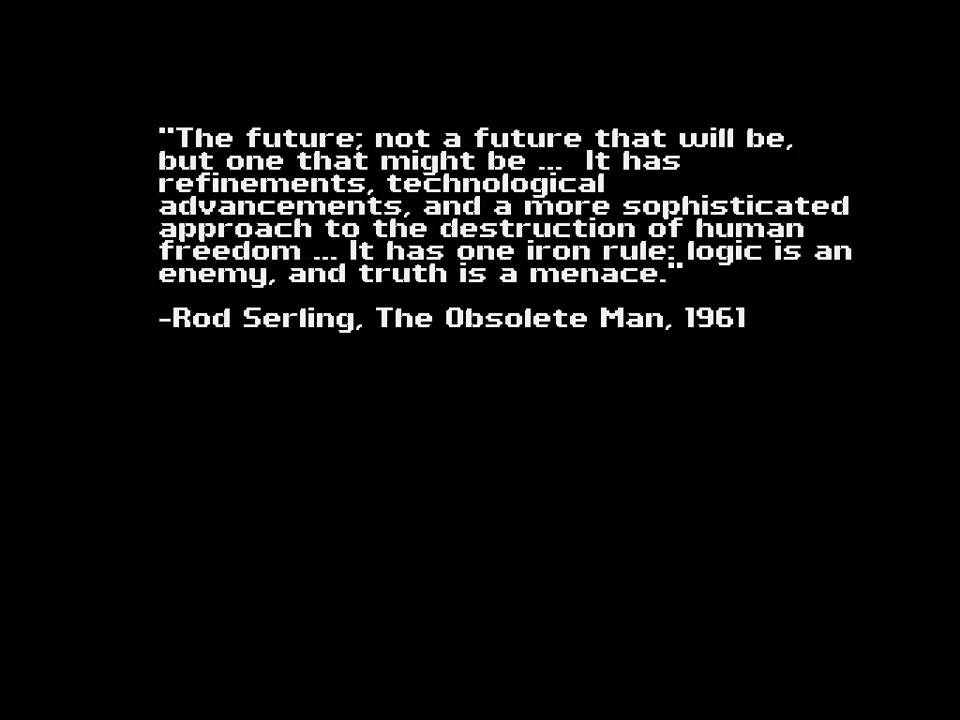 "The future; not a future that will be,
but one that might be ...  It has
refinements, technological
advancements, and a more sophisticated
approach to the destruction of human
freedom ... It has one iron rule: logic is an
enemy, and truth is a menace."
-Rod Serling, The Obsolete Man, 1961